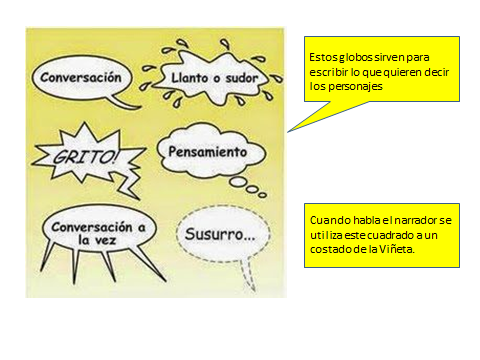 Conversación
Llanto o sudor
GRITO!
Pensamiento
Conversación a
la vez
Susurro...
Estos globos sirven para
escribir lo que quieren decir
los personajes
Cuando habla el narrador se
utiliza este cuadrado a un
costado de la Viñeta.